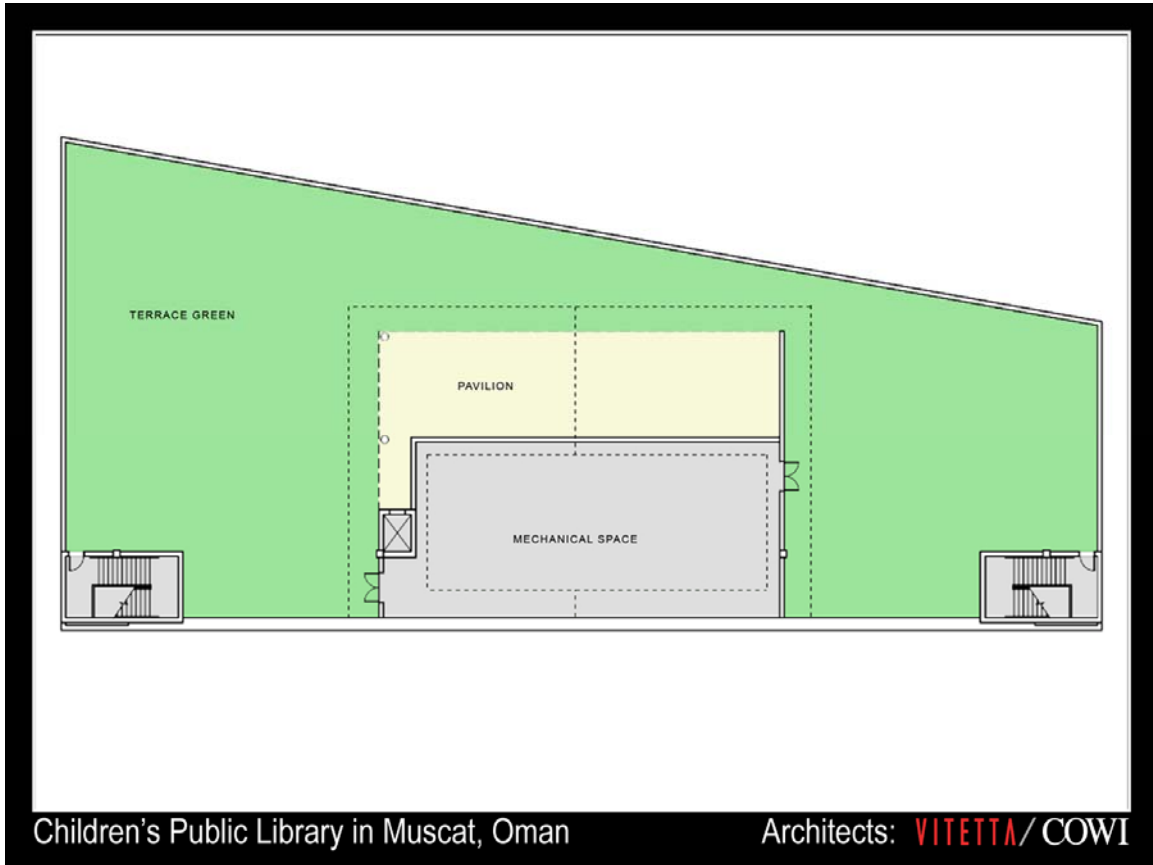 TERRACE GREEN
PAVILION
MECHANICAL SPACE
Children's Public Library in Muscat, Oman
Architects: VITETTA/COWI